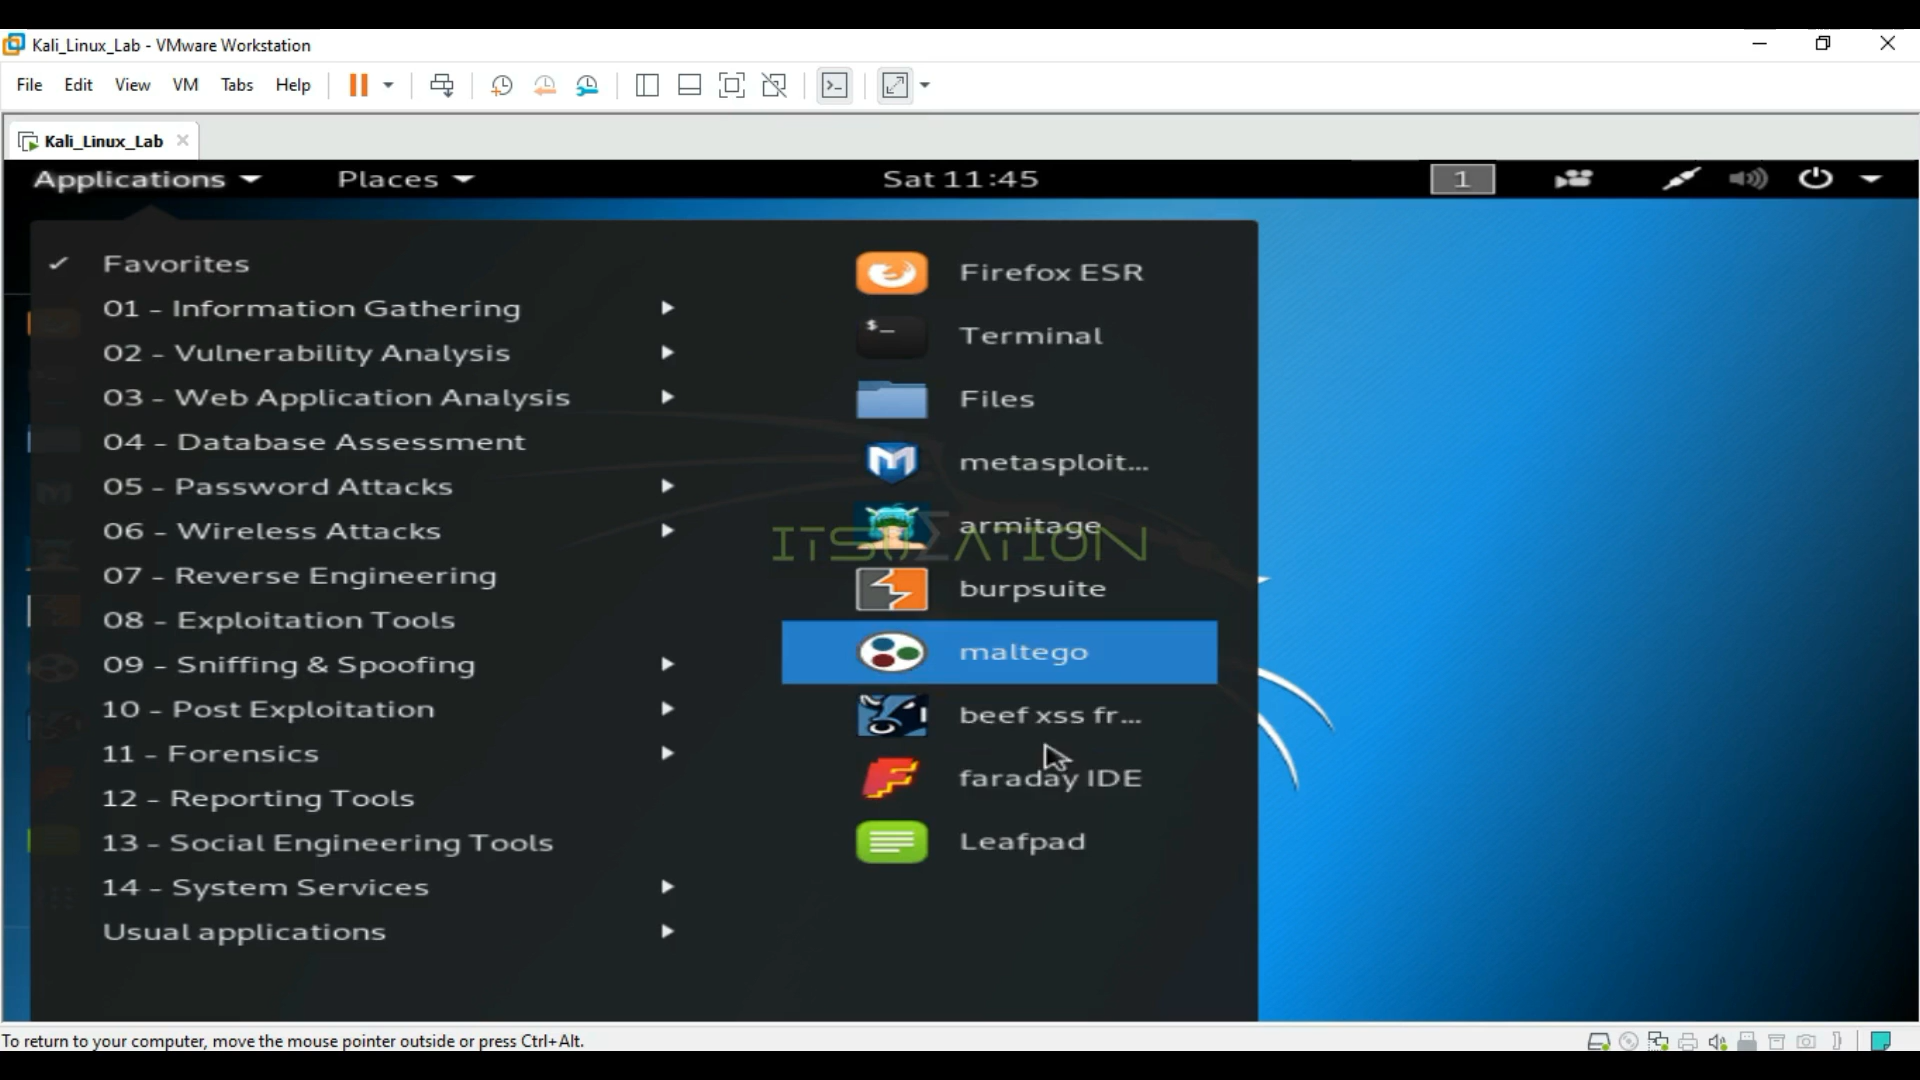 Kali_Linux_Lab - VMware Workstation
File Edit View VM Tabs Help
Kali_Linux_Lab
Applications Places Sat 11:45 1
Favorites
01 - Information Gathering
02 - Vulnerability Analysis
03 - Web Application Analysis
04 - Database Assessment
05 - Password Attacks
06 - Wireless Attacks
07 - Reverse Engineering
08 - Exploitation Tools
09 - Sniffing & Spoofing
10 - Post Exploitation
11 - Forensics
12 - Reporting Tools
13 - Social Engineering Tools
14 - System Services
Usual applications
Firefox ESR
$_
Terminal
Files
metasploit...
armitage
burpsuite
maltego
beef xss fr...
faraday IDE
Leafpad
To return to your computer, move the mouse pointer outside or press Ctrl+Alt.